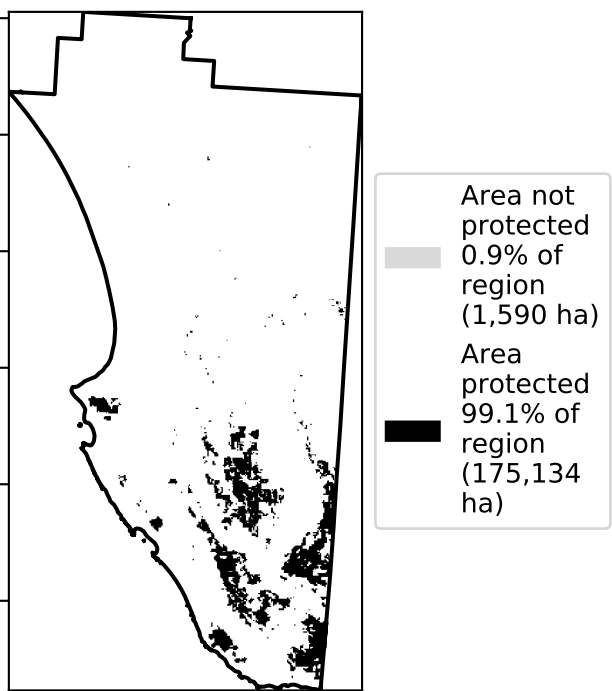 Area not
protected
0.9% of
region
(1,590 ha)
Area
protected
99.1% of
region
(175,134
ha)